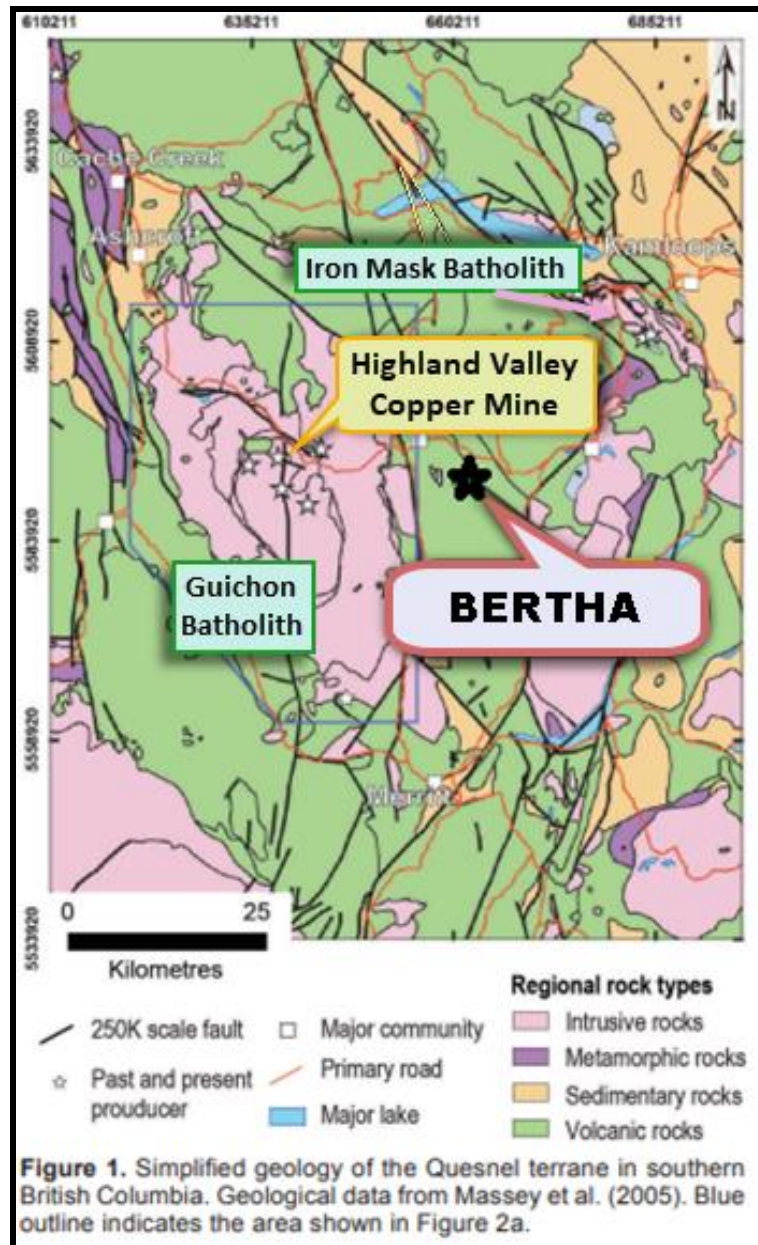 610211 635211 660211 685211
N
5633920
Cache Creek
Ashcroft
Kamloops
Iron Mask Batholith
5608920
Highland Valley
Copper Mine
5583920
BERTHA
Guichon
Batholith
5558920
Merritt
5533920
0 25
Kilometres
250K scale fault
Major community
Past and present
prouducer
Primary road
Major lake
Regional rock types
Intrusive rocks
Metamorphic rocks
Sedimentary rocks
Volcanic rocks
Figure 1. Simplified geology of the Quesnel terrane in southern
British Columbia. Geological data from Massey et al. (2005). Blue
outline indicates the area shown in Figure 2a.